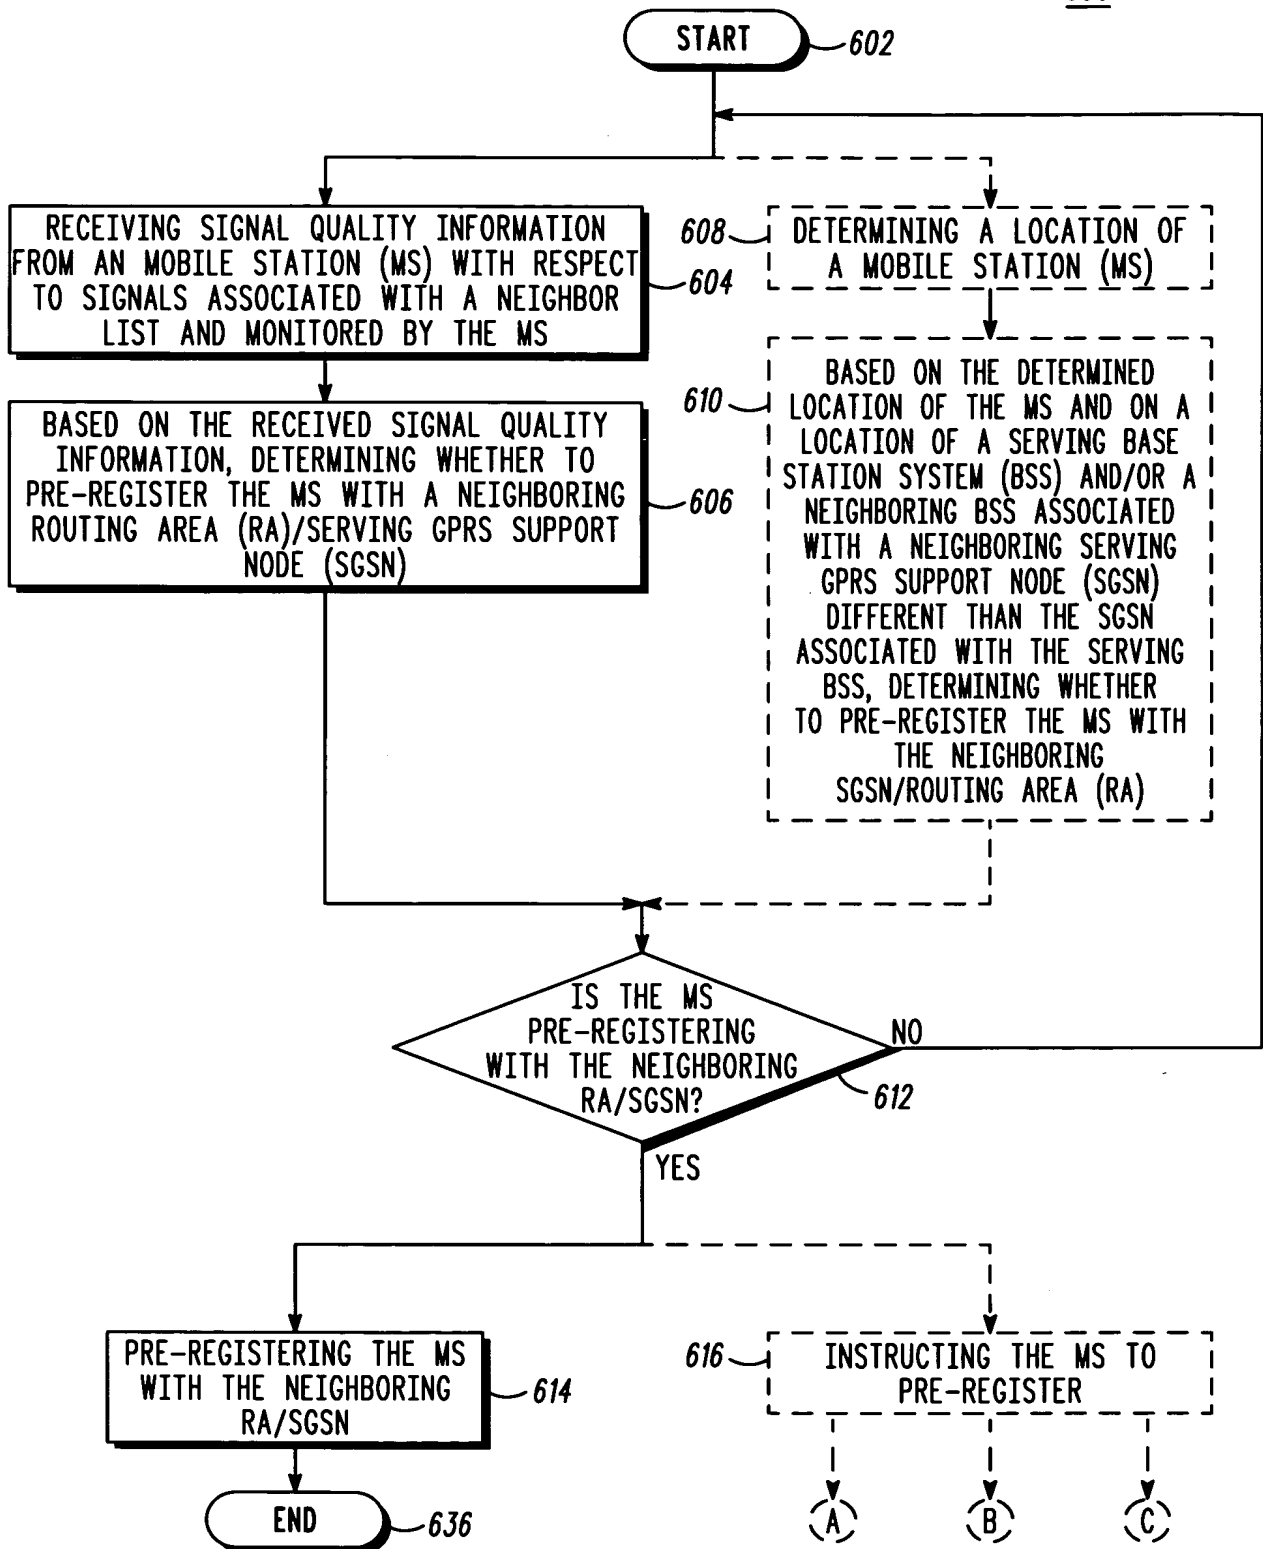 START
602
RECEIVING SIGNAL QUALITY INFORMATION
FROM AN MOBILE STATION (MS) WITH RESPECT
TO SIGNALS ASSOCIATED WITH A NEIGHBOR
LIST AND MONITORED BY THE MS
604
608
DETERMINING A LOCATION OF
A MOBILE STATION (MS)
BASED ON THE RECEIVED SIGNAL QUALITY
INFORMATION, DETERMINING WHETHER TO
PRE-REGISTER THE MS WITH A NEIGHBORING
ROUTING AREA (RA)/SERVING GPRS SUPPORT
NODE (SGSN)
606
610
BASED ON THE DETERMINED
LOCATION OF THE MS AND ON A
LOCATION OF A SERVING BASE
STATION SYSTEM (BSS) AND/OR A
NEIGHBORING BSS ASSOCIATED
WITH A NEIGHBORING SERVING
GPRS SUPPORT NODE (SGSN)
DIFFERENT THAN THE SGSN
ASSOCIATED WITH THE SERVING
BSS, DETERMINING WHETHER
TO PRE-REGISTER THE MS WITH
THE NEIGHBORING
SGSN/ROUTING AREA (RA)
IS THE MS
PRE-REGISTERING
WITH THE NEIGHBORING
RA/SGSN?
NO
612
YES
PRE-REGISTERING THE MS
WITH THE NEIGHBORING
RA/SGSN
614
616
INSTRUCTING THE MS TO
PRE-REGISTER
END
636
A
B
C